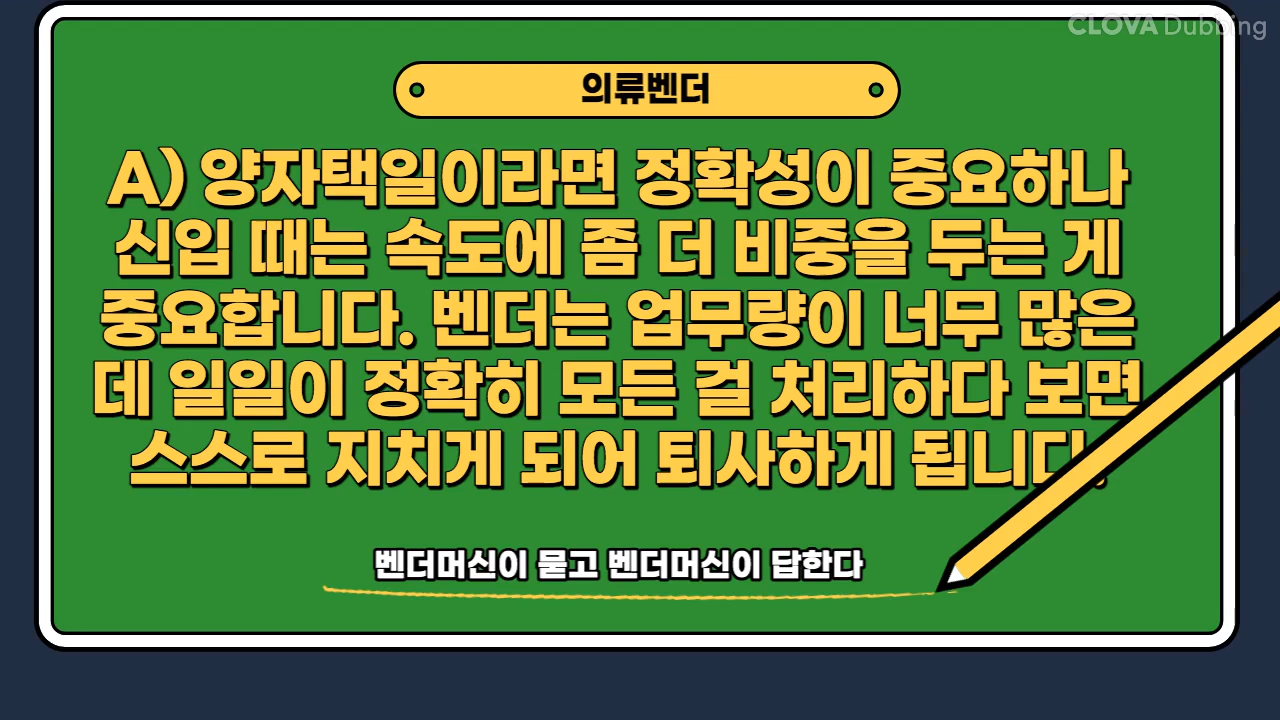 CLOVA Dubbing
의류벤더
A) 양자택일이라면 정확성이 중요하나
신입 때는 속도에 좀 더 비중을 두는 게
중요합니다. 벤더는 업무량이 너무 많은
데 일일이 정확히 모든 걸 처리하다 보면
스스로 지치게 되어 퇴사하게 됩니다.
벤더머신이 묻고 벤더머신이 답한다